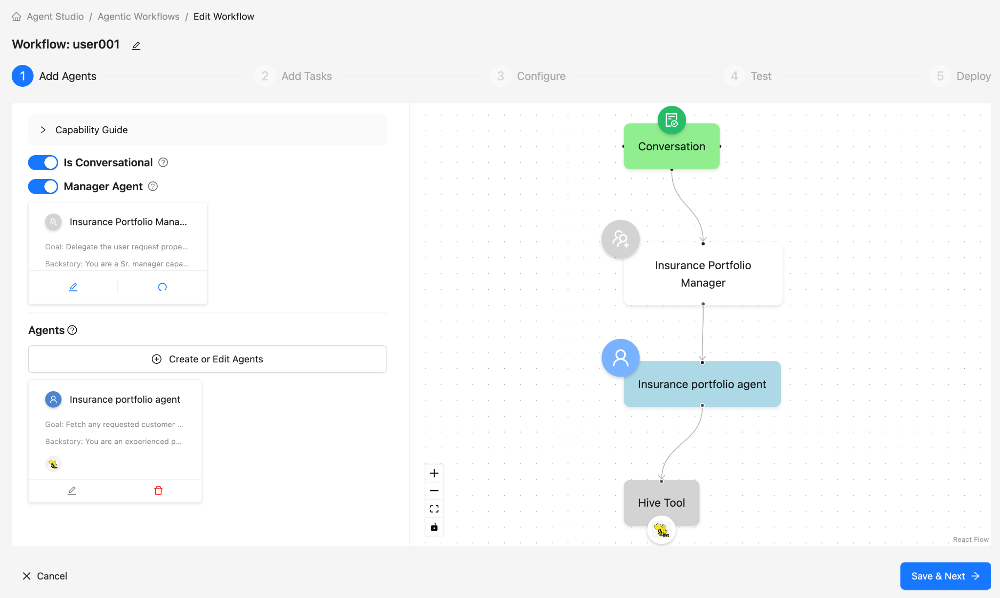 Agent Studio / Agentic Workflows / Edit Workflow
Workflow: user001
1 Add Agents
2 Add Tasks
3 Configure
4 Test
5 Deploy
Capability Guide
Is Conversational
Manager Agent
Insurance Portfolio Mana...
Goal: Delegate the user request prope...
Backstory: You are a Sr. manager capa...
Agents
Create or Edit Agents
Insurance portfolio agent
Goal: Fetch any requested customer ...
Backstory: You are an experienced p...
Conversation
Insurance Portfolio
Manager
Insurance portfolio agent
Hive Tool
HIVE
React Flow
Cancel
Save & Next